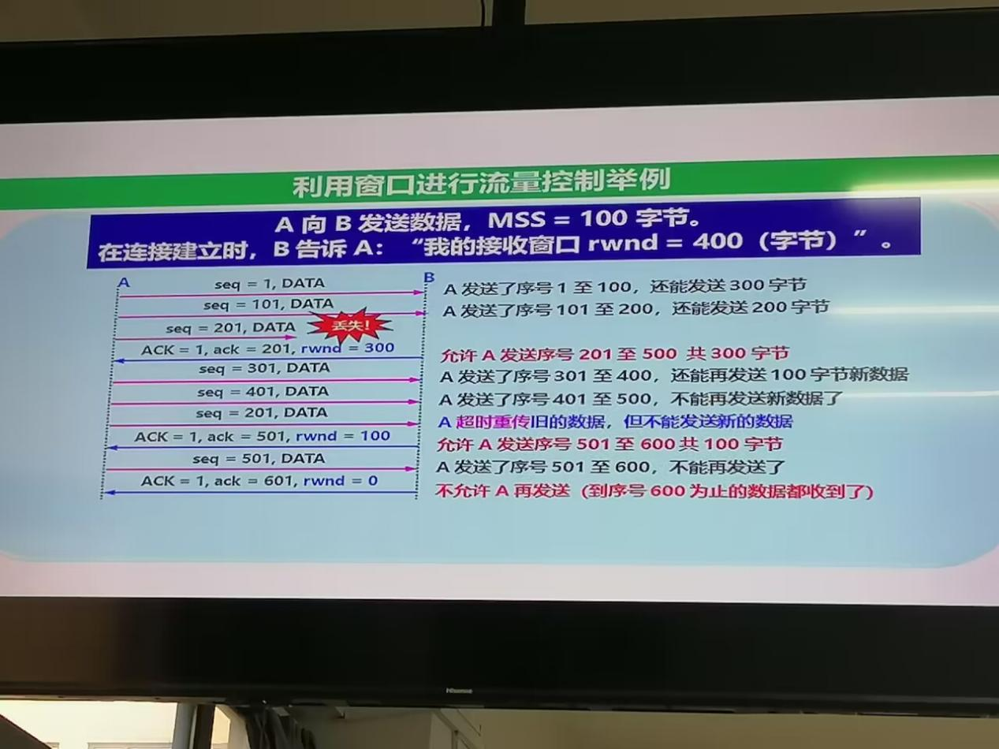 利用窗口进行流量控制举例
A 向 B 发送数据，MSS = 100 字节。
在连接建立时，B 告诉 A：“我的接收窗口 rwnd = 400（字节）”。
A
B
seq = 1, DATA
A 发送了序号 1 至 100，还能发送 300 字节
seq = 101, DATA
A 发送了序号 101 至 200，还能发送 200 字节
seq = 201, DATA
丢失!
ACK = 1, ack = 201, rwnd = 300
允许 A 发送序号 201 至 500 共 300 字节
seq = 301, DATA
A 发送了序号 301 至 400，还能再发送 100 字节新数据
seq = 401, DATA
A 发送了序号 401 至 500，不能再发送新数据了
seq = 201, DATA
A 超时重传旧的数据，但不能发送新的数据
ACK = 1, ack = 501, rwnd = 100
允许 A 发送序号 501 至 600 共 100 字节
seq = 501, DATA
A 发送了序号 501 至 600，不能再发送了
ACK = 1, ack = 601, rwnd = 0
不允许 A 再发送 (到序号 600 为止的数据都收到了)
Hisense